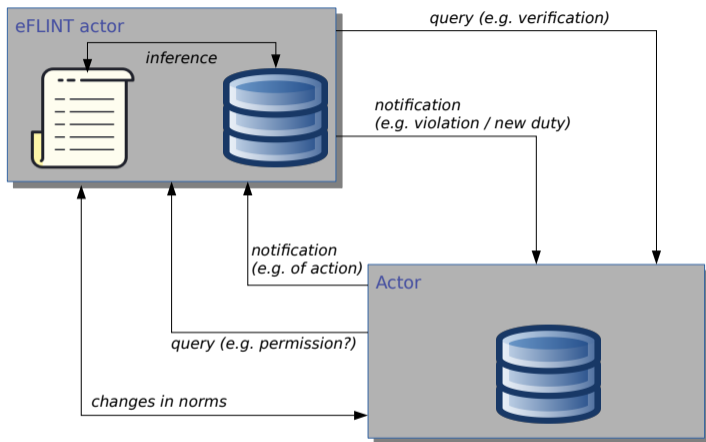 eFLINT actor
query (e.g. verification)
inference
notification
(e.g. violation / new duty)
notification
(e.g. of action)
Actor
query (e.g. permission?)
changes in norms